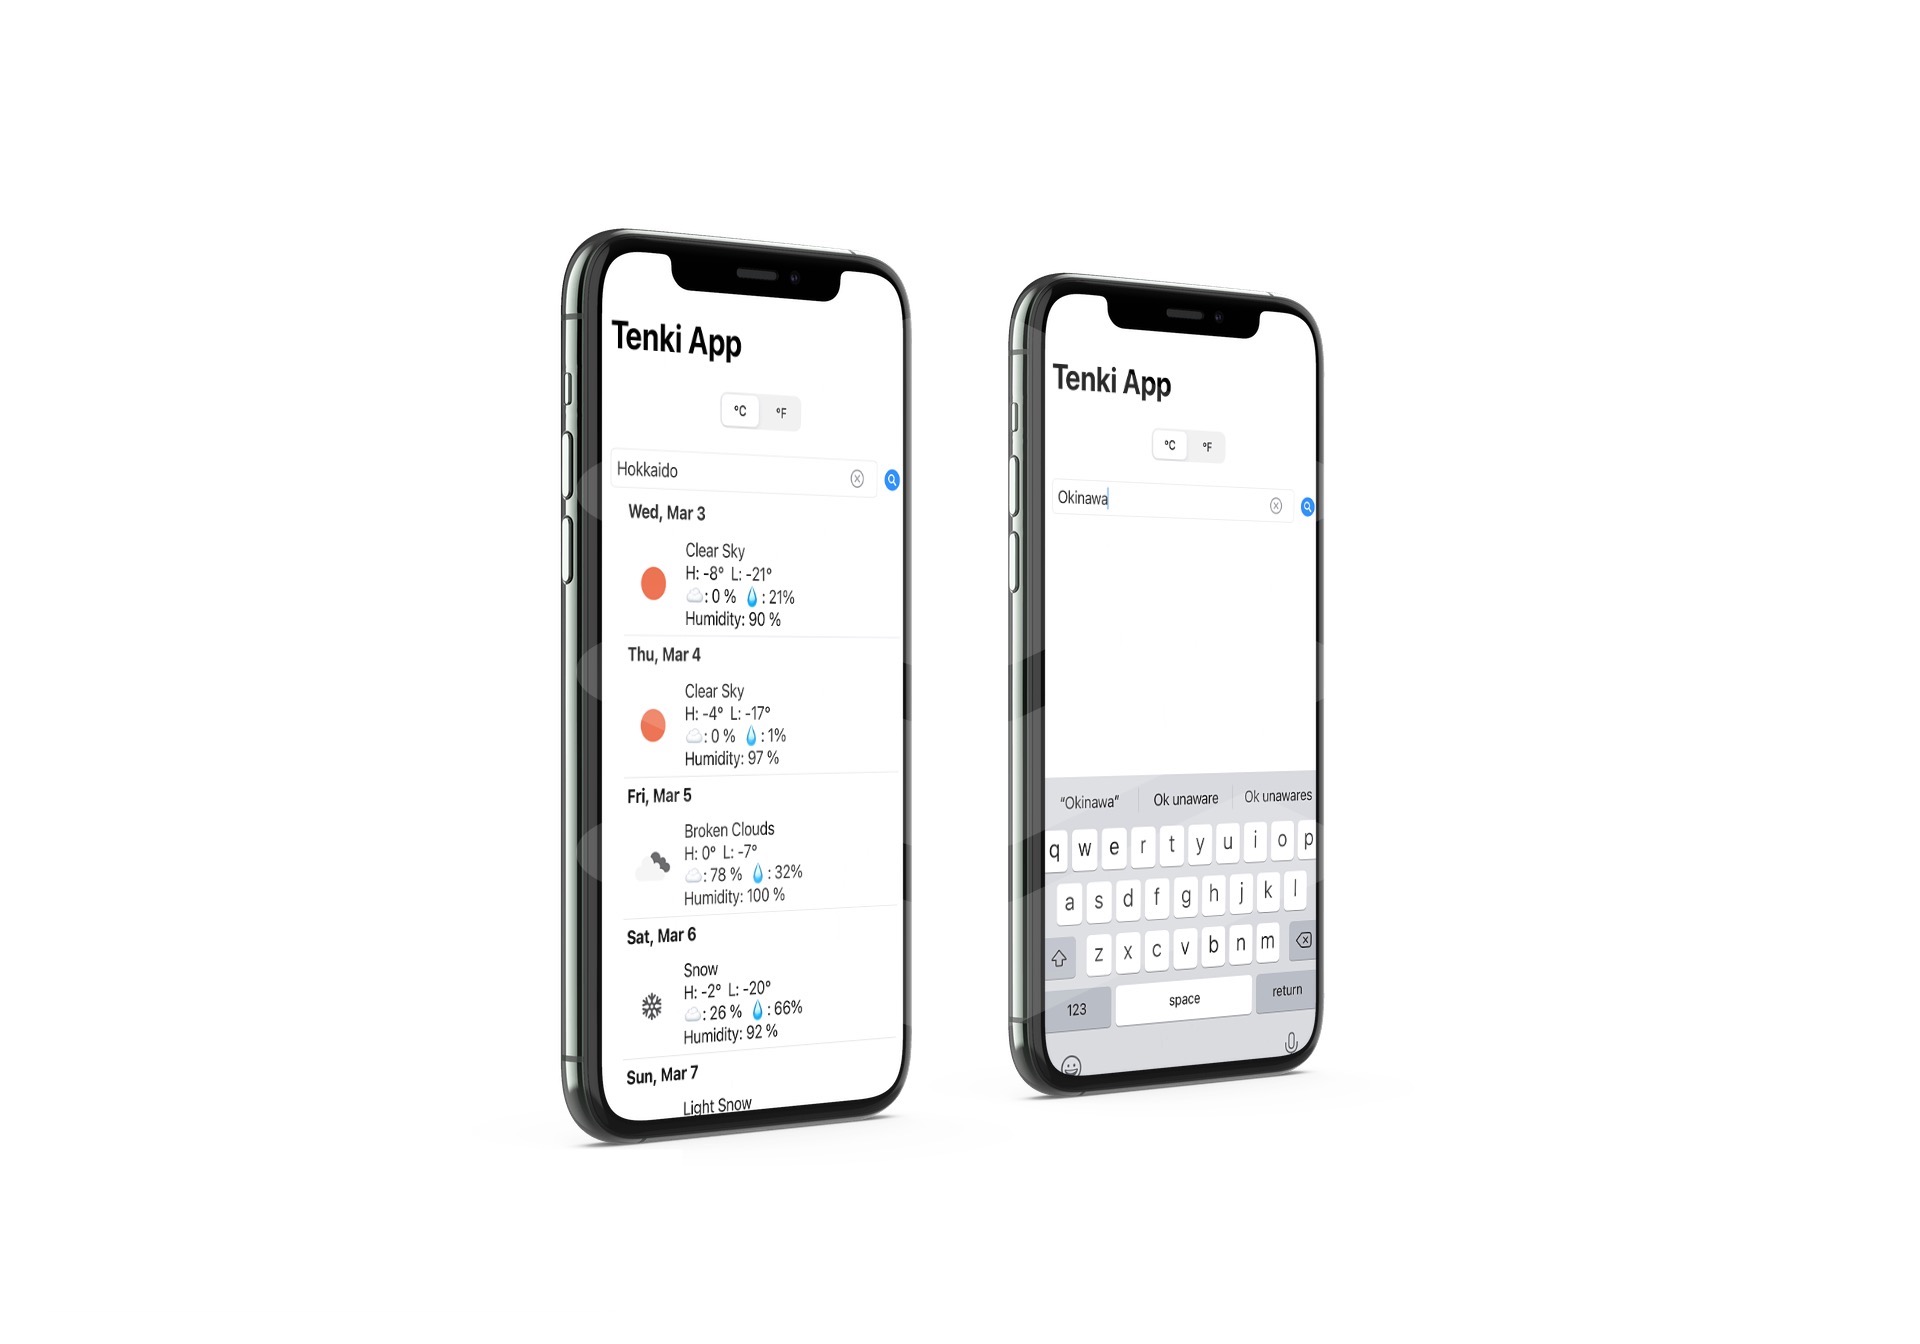 Tenki App
°C °F
Hokkaido
Wed, Mar 3
Clear Sky
H: -8° L: -21°
: 0 % : 21%
Humidity: 90 %
Thu, Mar 4
Clear Sky
H: -4° L: -17°
: 0 % : 1%
Humidity: 97 %
Fri, Mar 5
Broken Clouds
H: 0° L: -7°
: 78 % : 32%
Humidity: 100 %
Sat, Mar 6
Snow
H: -2° L: -20°
: 26 % : 66%
Humidity: 92 %
Sun, Mar 7
Light Snow
Tenki App
°C °F
Okinawa
“Okinawa” Ok unaware Ok unawares
q w e r t y u i o p
a s d f g h j k l
z x c v b n m
123 space return